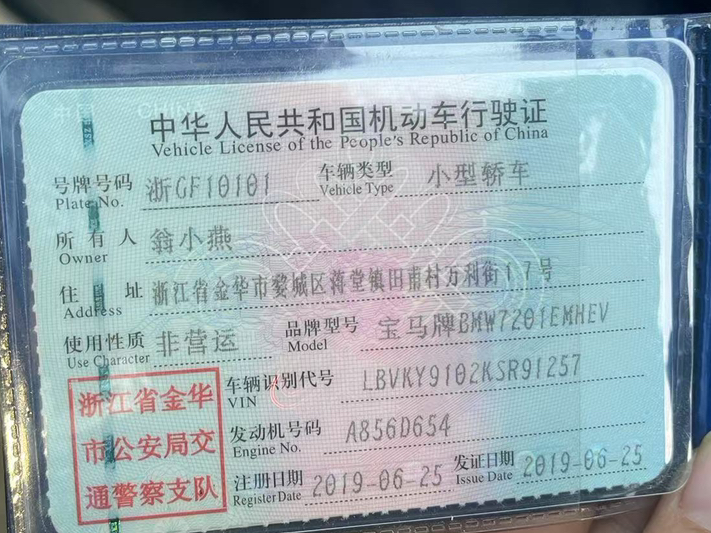 中国 CHINA
中华人民共和国机动车行驶证
Vehicle License of the People's Republic of China
号牌号码 浙GF10101 车辆类型 小型轿车
Plate No. Vehicle Type
所有人 翁小燕
Owner
住址 浙江省金华市婺城区蒋堂镇田甫村万利街17号
Address
使用性质 非营运 品牌型号 宝马牌BMW7201EMHEV
Use Character Model
浙江省金华 车辆识别代号 LBVKY9102KSR91257
VIN
市公安局交 发动机号码 A856D654
Engine No.
通警察支队 注册日期 2019-06-25 发证日期 2019-06-25
Register Date Issue Date